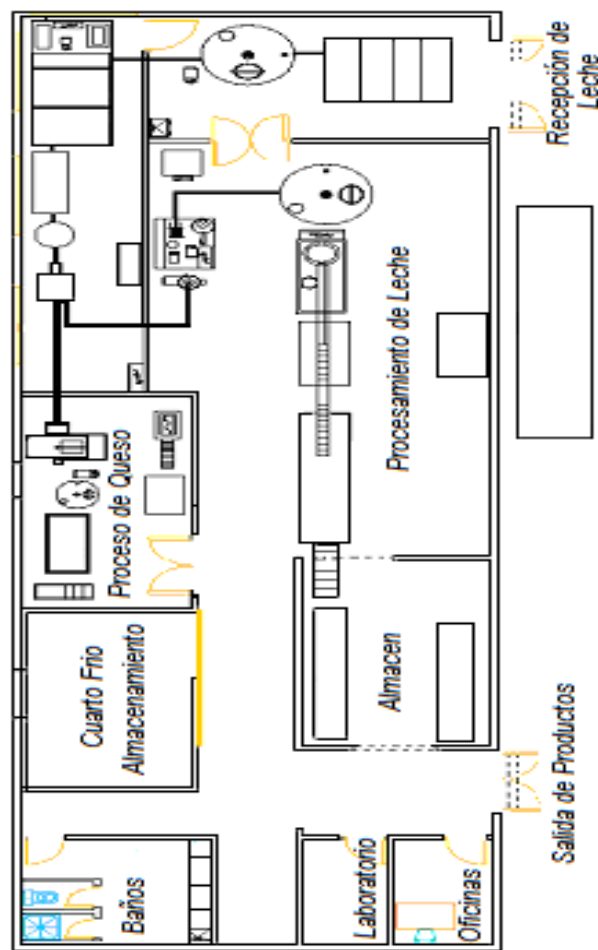 Recepción de
Leche
Procesamiento de Leche
Proceso de Queso
Cuarto Frio
Almacenamiento
Almacen
Salida de Productos
Baños
Laboratorio
Oficinas